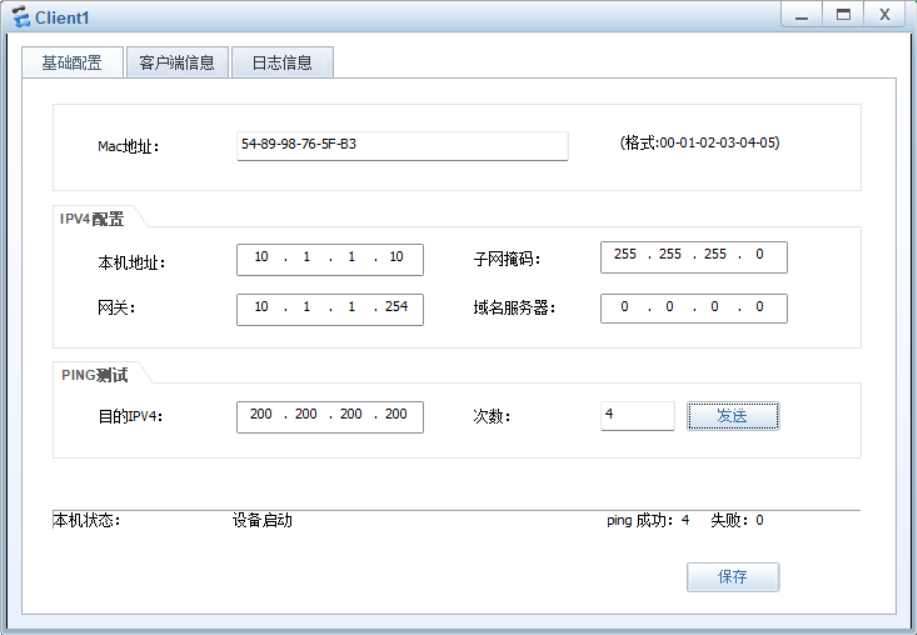 Client1
基础配置 客户端信息 日志信息
Mac地址: 54-89-98-76-5F-B3 (格式:00-01-02-03-04-05)
IPV4配置
本机地址: 10 . 1 . 1 . 10 子网掩码: 255 . 255 . 255 . 0
网关: 10 . 1 . 1 . 254 域名服务器: 0 . 0 . 0 . 0
PING测试
目的IPV4: 200 . 200 . 200 . 200 次数: 4 发送
本机状态: 设备启动 ping 成功: 4 失败: 0
保存